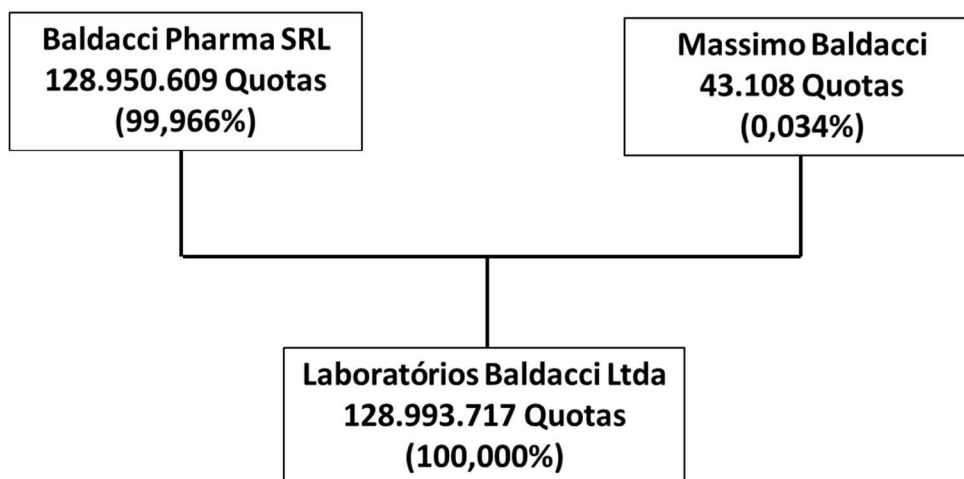 Baldacci Pharma SRL
128.950.609 Quotas
(99,966%)
Massimo Baldacci
43.108 Quotas
(0,034%)
Laboratórios Baldacci Ltda
128.993.717 Quotas
(100,000%)